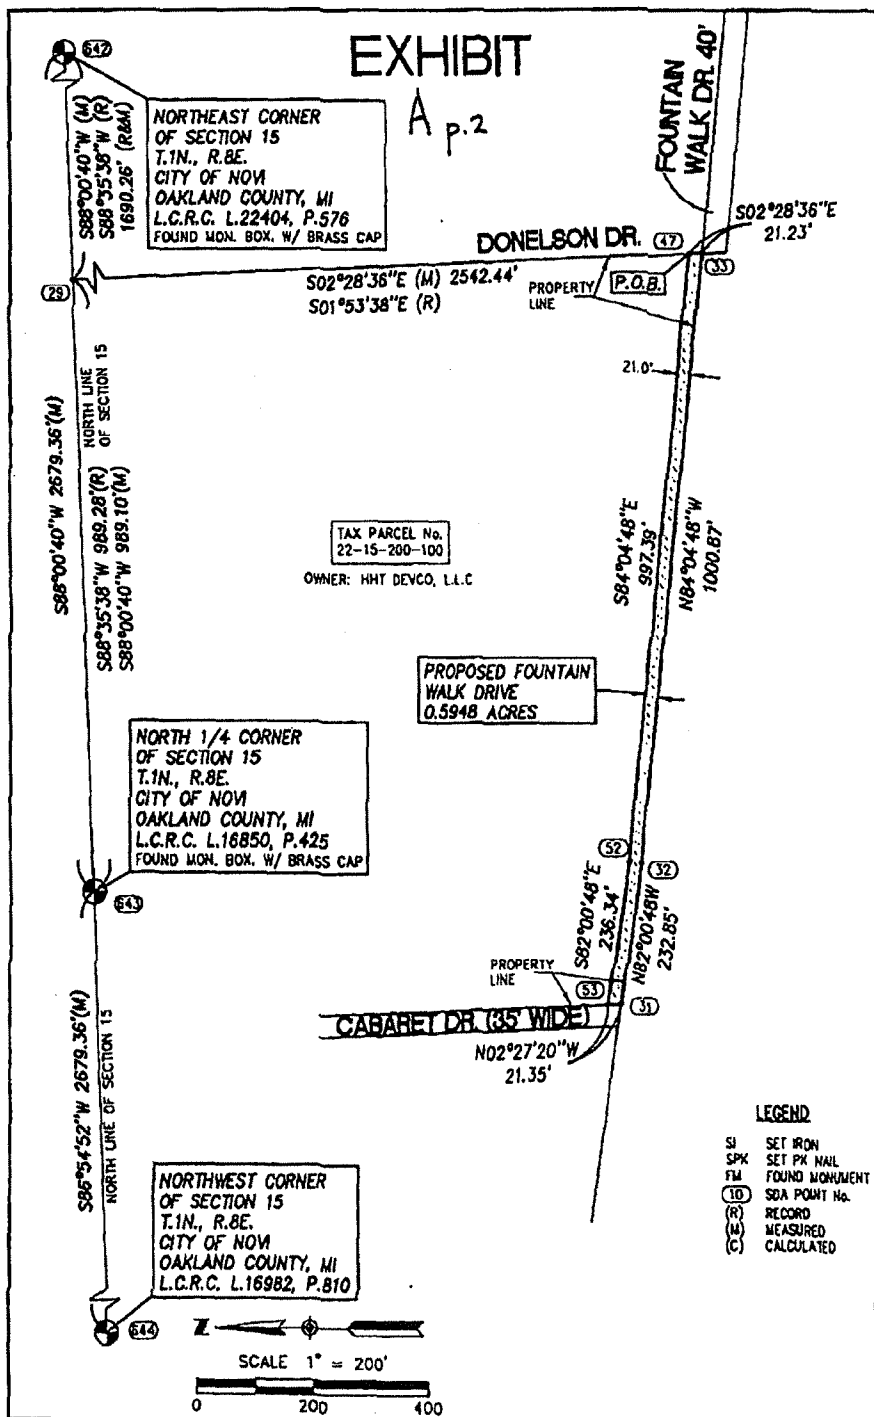 EXHIBIT
A p.2
642
NORTHEAST CORNER
OF SECTION 15
T.1N., R.8E.
CITY OF NOVI
OAKLAND COUNTY, MI
L.C.R.C. L.22404, P.576
FOUND MON. BOX. W/ BRASS CAP
S88°00'40"W (M)
S88°35'38"W (R)
1690.26' (R&M)
FOUNTAIN
WALK DR. 40'
S02°28'36"E
21.23'
DONELSON DR.
47
33
P.O.B.
29
S02°28'36"E (M) 2542.44'
S01°53'38"E (R)
PROPERTY
LINE
21.0'
S88°00'40"W 2679.36'(M)
NORTH LINE
OF SECTION 15
S88°35'38"W 989.28'(R)
S88°00'40"W 989.10'(M)
TAX PARCEL No.
22-15-200-100
OWNER: HHT DEVCO, L.L.C
S84°04'48"E
997.39'
N84°04'48"W
1000.87'
PROPOSED FOUNTAIN
WALK DRIVE
0.5948 ACRES
NORTH 1/4 CORNER
OF SECTION 15
T.1N., R.8E.
CITY OF NOVI
OAKLAND COUNTY, MI
L.C.R.C. L.16850, P.425
FOUND MON. BOX. W/ BRASS CAP
643
52
32
S82°00'48"E
236.34'
N82°00'48W
232.85'
PROPERTY
LINE
53
31
CABARET DR. (35' WIDE)
N02°27'20"W
21.35'
S86°54'52"W 2679.36'(M)
NORTH LINE OF SECTION 15
NORTHWEST CORNER
OF SECTION 15
T.1N., R.8E.
CITY OF NOVI
OAKLAND COUNTY, MI
L.C.R.C. L.16982, P.810
644
LEGEND
SI SET IRON
SPK SET PK NAIL
FM FOUND MONUMENT
10 SDA POINT No.
(R) RECORD
(M) MEASURED
(C) CALCULATED
Z
SCALE 1" = 200'
0 200 400